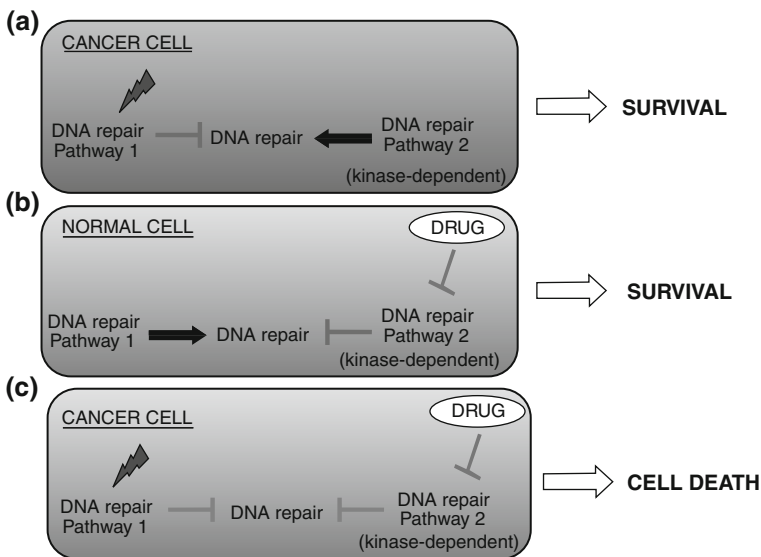 (a)
CANCER CELL
DNA repair
Pathway 1
DNA repair
DNA repair
Pathway 2
(kinase-dependent)
SURVIVAL
(b)
NORMAL CELL
DRUG
DNA repair
Pathway 1
DNA repair
DNA repair
Pathway 2
(kinase-dependent)
SURVIVAL
(c)
CANCER CELL
DRUG
DNA repair
Pathway 1
DNA repair
DNA repair
Pathway 2
(kinase-dependent)
CELL DEATH